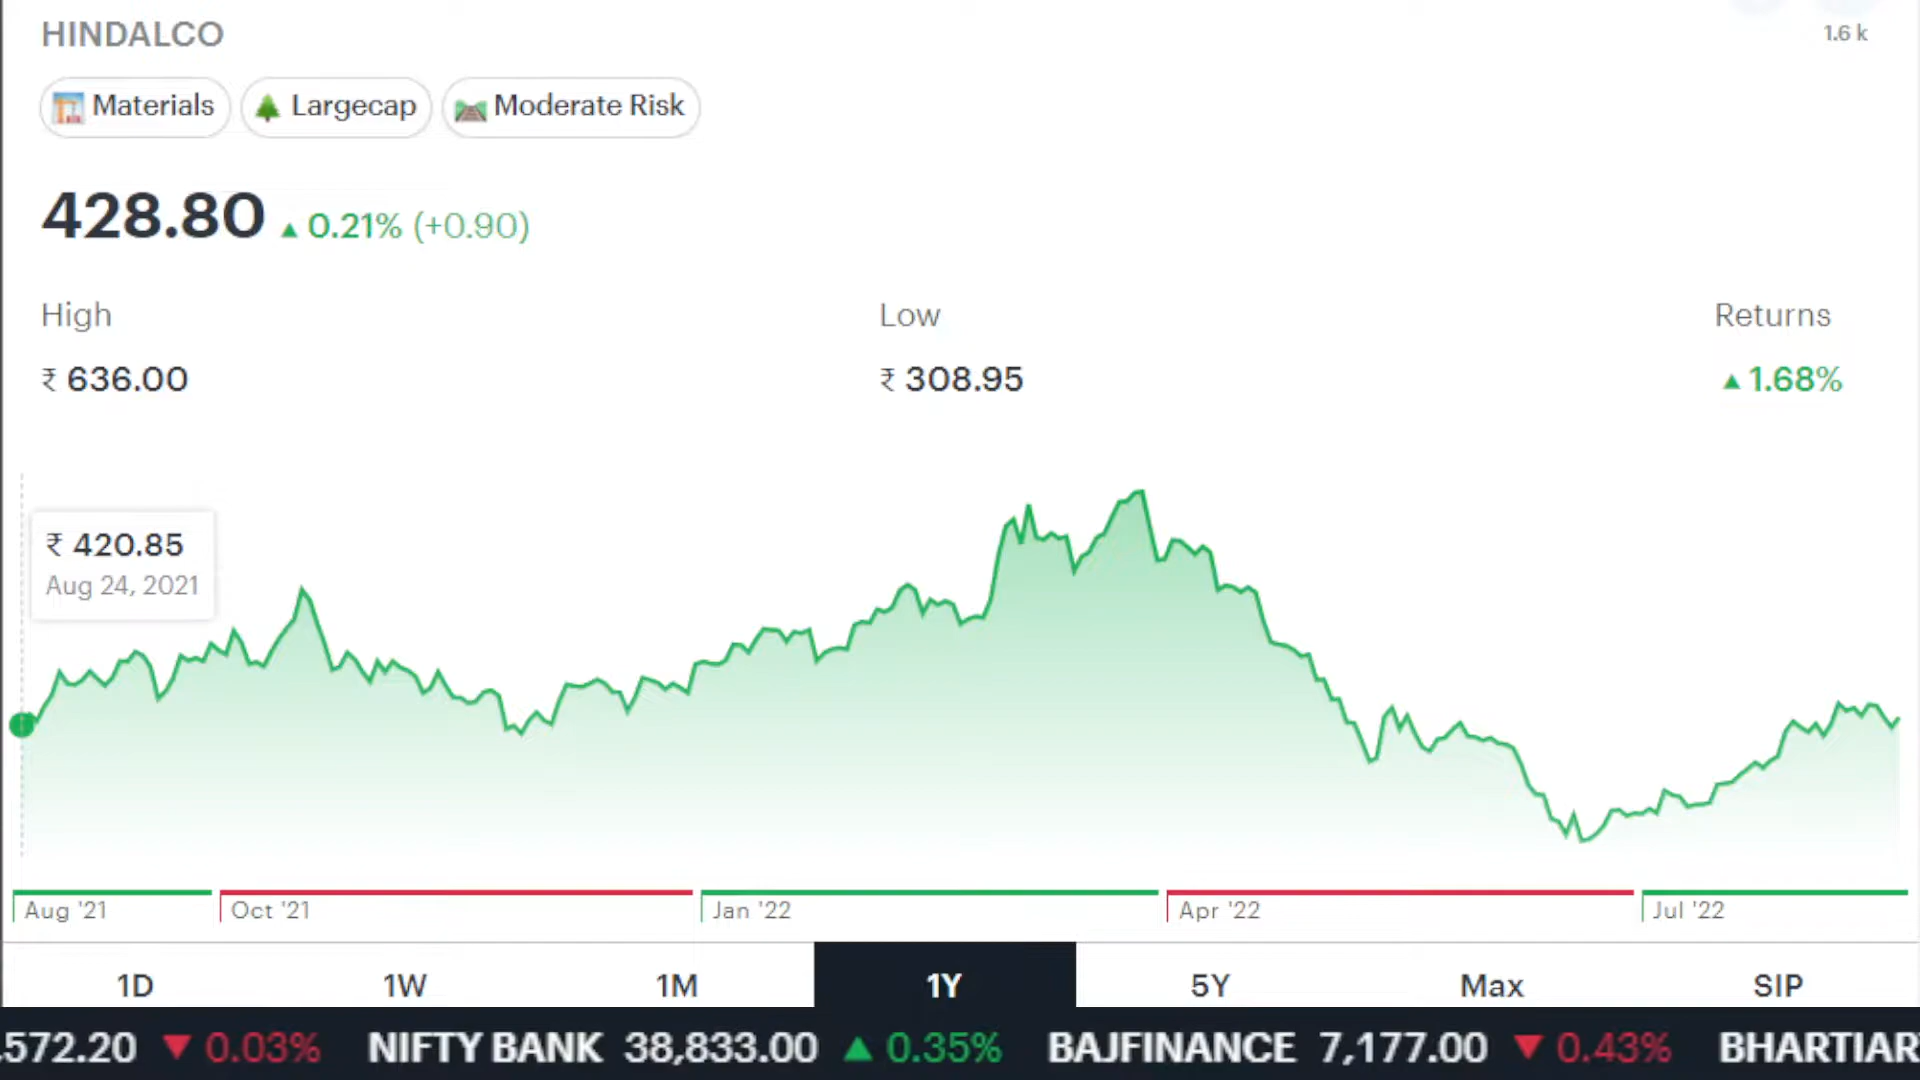 HINDALCO
1.6 k
Materials Largecap Moderate Risk
428.80 ▲ 0.21% (+0.90)
High Low Returns
₹ 636.00 ₹ 308.95 ▲ 1.68%
₹ 420.85
Aug 24, 2021
Aug '21 Oct '21 Jan '22 Apr '22 Jul '22
1D 1W 1M 1Y 5Y Max SIP
572.20 ▼ 0.03% NIFTY BANK 38,833.00 ▲ 0.35% BAJFINANCE 7,177.00 ▼ 0.43% BHARTIAR